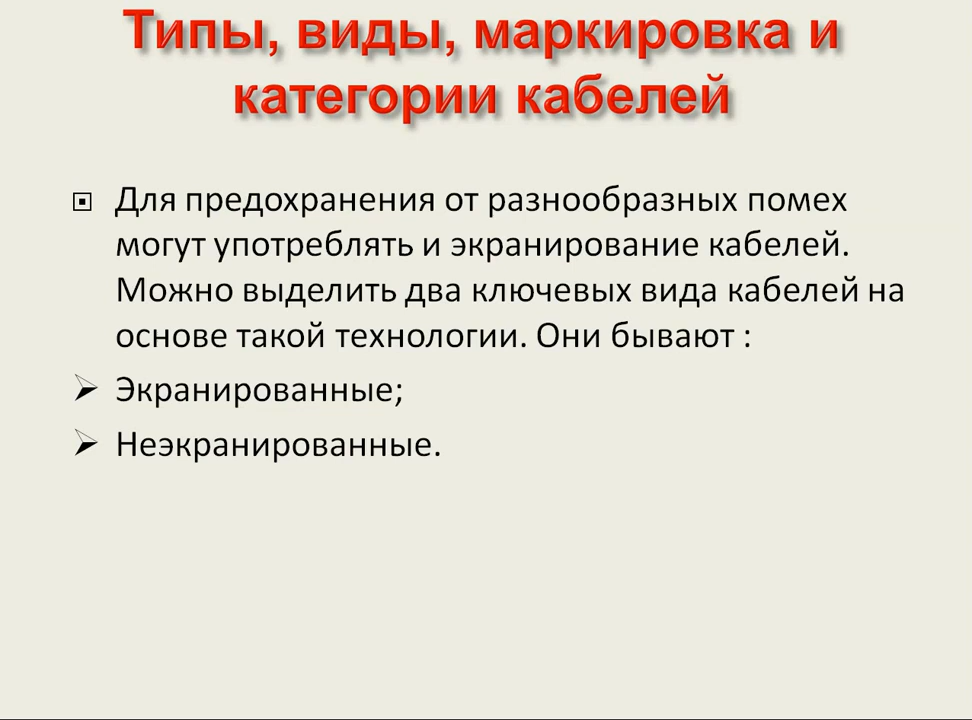 Типы, виды, маркировка и
категории кабелей
Для предохранения от разнообразных помех
могут употреблять и экранирование кабелей.
Можно выделить два ключевых вида кабелей на
основе такой технологии. Они бывают :
Экранированные;
Неэкранированные.